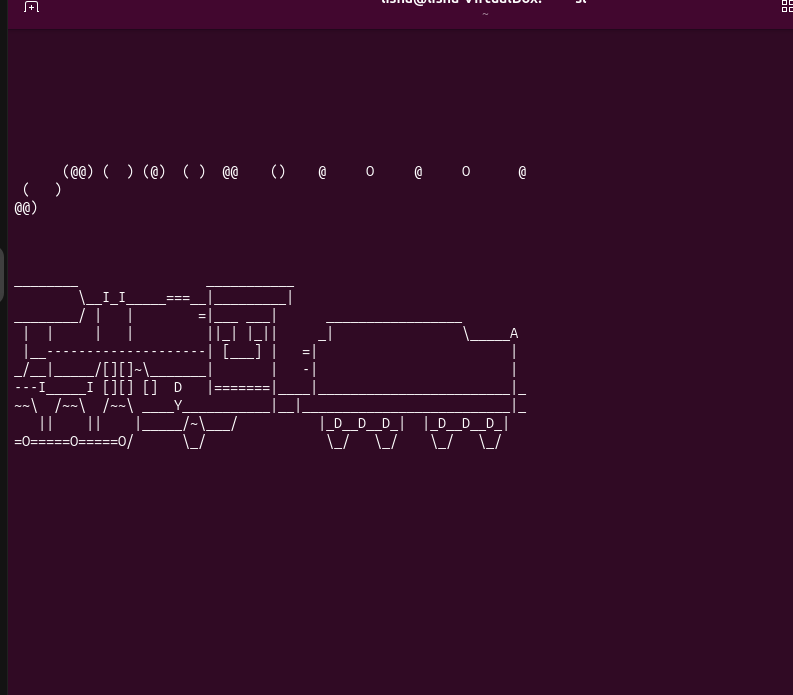 (@@) (  ) (@)  ( )  @@    ()    @     O     @     O      @
 (   )
@@)
________                ___________
        \__I_I_____===__|_________|
________/ |   |        =|___ ___|      _________________
 |  |     |   |         ||_| |_||     _|                \_____A
 |__--------------------| [___] |   =|                        |
_/__|_____/[][]~\_______|       |   -|                        |
---I_____I [][] []  D   |=======|____|________________________|_
~~\  /~~\  /~~\ ____Y___________|__|__________________________|_
   ||    ||    |_____/~\___/          |_D__D__D_|  |_D__D__D_|
=O=====O=====O/      \_/               \_/   \_/    \_/   \_/